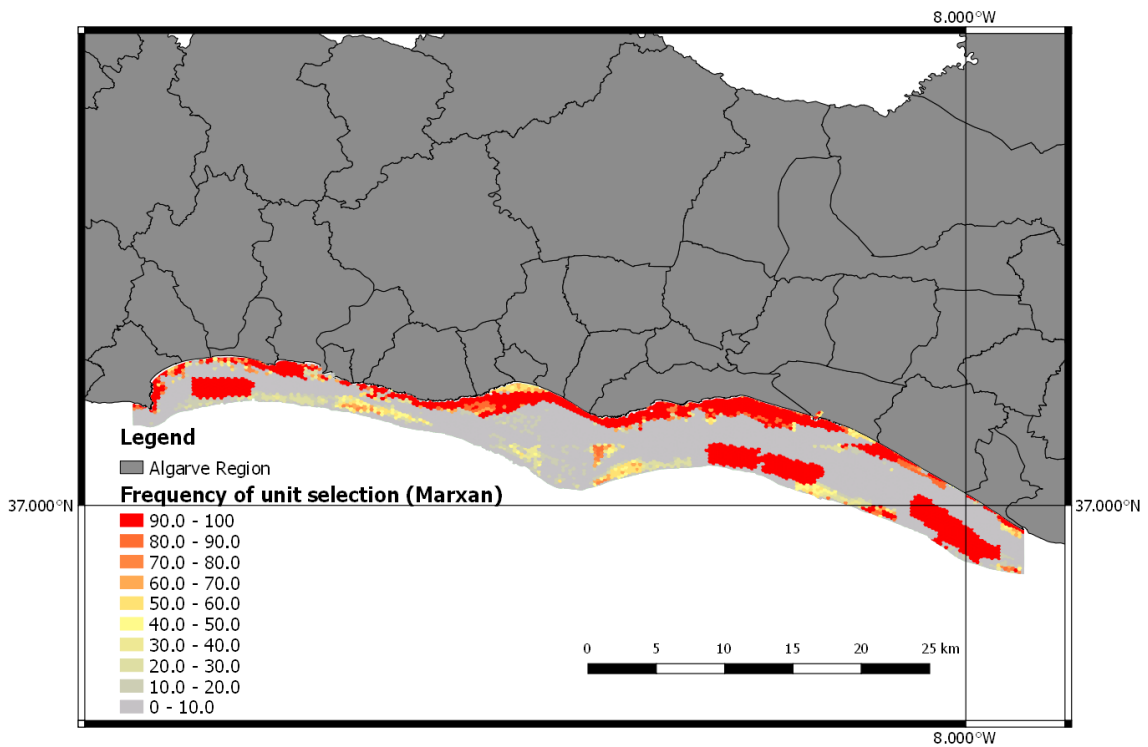 8.000°W
Legend
Algarve Region
Frequency of unit selection (Marxan)
37.000°N
37.000°N
90.0 - 100
80.0 - 90.0
70.0 - 80.0
60.0 - 70.0
50.0 - 60.0
40.0 - 50.0
30.0 - 40.0
20.0 - 30.0
10.0 - 20.0
0 - 10.0
0 5 10 15 20 25 km
8.000°W